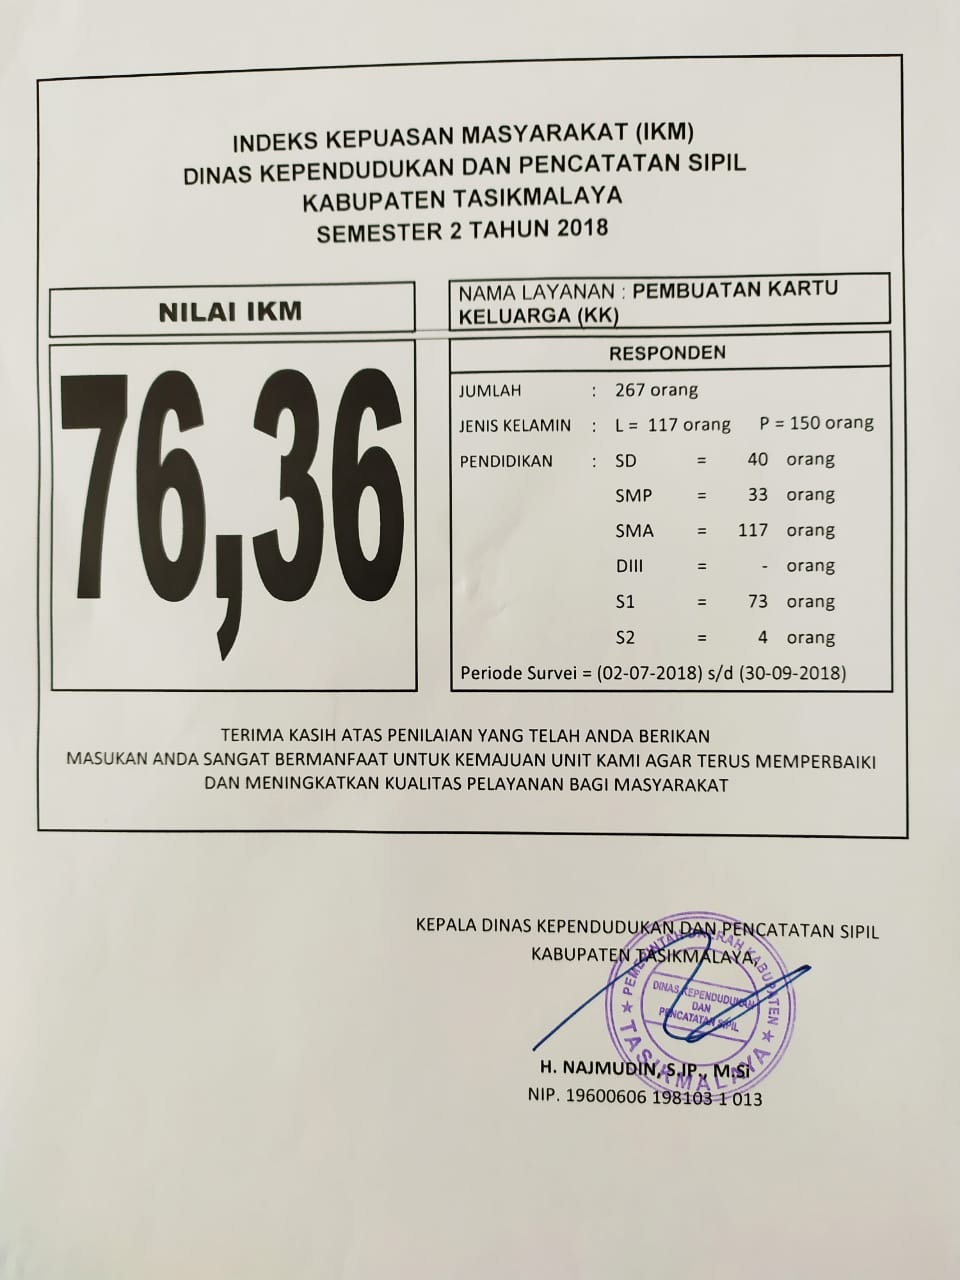 INDEKS KEPUASAN MASYARAKAT (IKM)
DINAS KEPENDUDUKAN DAN PENCATATAN SIPIL
KABUPATEN TASIKMALAYA
SEMESTER 2 TAHUN 2018
NILAI IKM
76,36
NAMA LAYANAN : PEMBUATAN KARTU
KELUARGA (KK)
RESPONDEN
JUMLAH : 267 orang
JENIS KELAMIN : L = 117 orang P = 150 orang
PENDIDIKAN : SD = 40 orang
SMP = 33 orang
SMA = 117 orang
DIII = - orang
S1 = 73 orang
S2 = 4 orang
Periode Survei = (02-07-2018) s/d (30-09-2018)
TERIMA KASIH ATAS PENILAIAN YANG TELAH ANDA BERIKAN
MASUKAN ANDA SANGAT BERMANFAAT UNTUK KEMAJUAN UNIT KAMI AGAR TERUS MEMPERBAIKI
DAN MENINGKATKAN KUALITAS PELAYANAN BAGI MASYARAKAT
KEPALA DINAS KEPENDUDUKAN DAN PENCATATAN SIPIL
KABUPATEN TASIKMALAYA,
PEMERINTAH DAERAH KABUPATEN
DINAS KEPENDUDUKAN
DAN
PENCATATAN SIPIL
★ TASIKMALAYA ★
H. NAJMUDIN, S.IP., M.Si
NIP. 19600606 198103 1 013